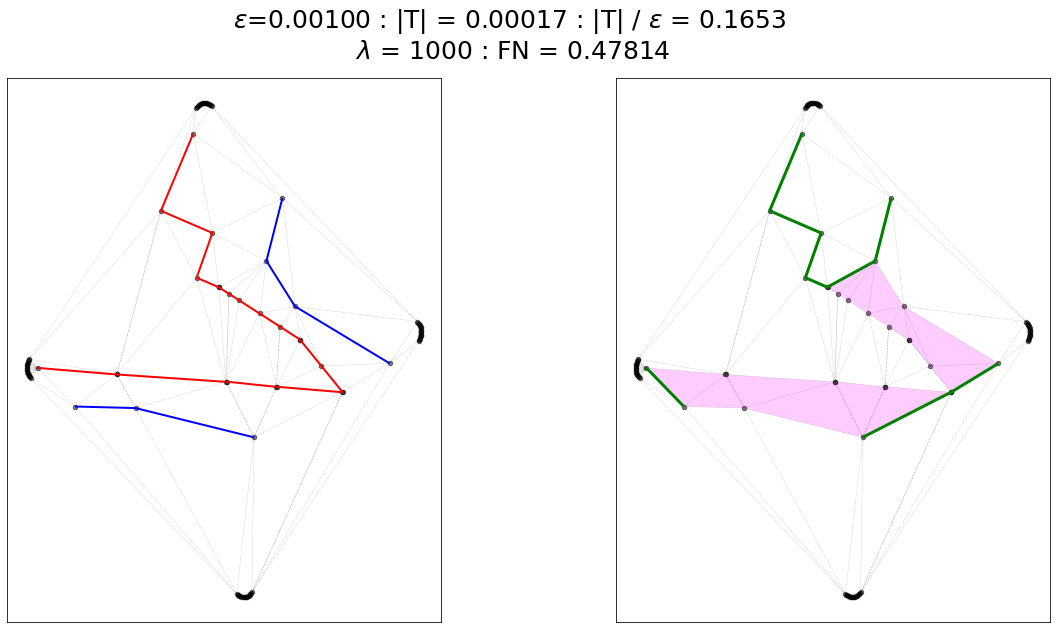 ε=0.00100 : |T| = 0.00017 : |T| / ε = 0.1653
λ = 1000 : FN = 0.47814